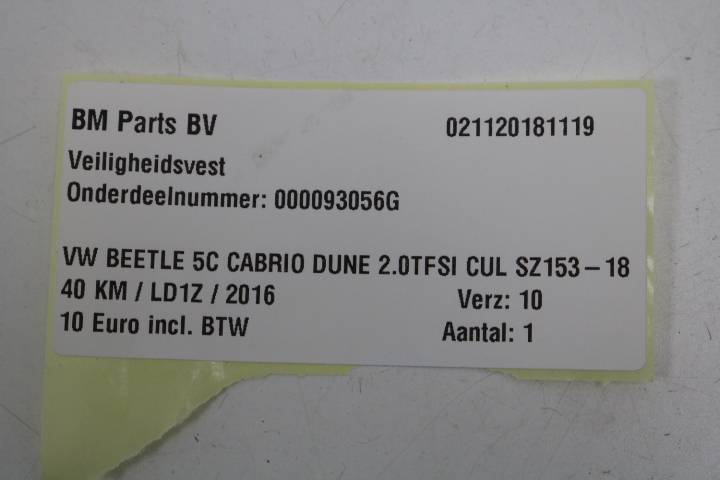 BM Parts BV 021120181119
Veiligheidsvest
Onderdeelnummer: 000093056G
VW BEETLE 5C CABRIO DUNE 2.0TFSI CUL SZ153-18
40 KM / LD1Z / 2016 Verz: 10
10 Euro incl. BTW Aantal: 1